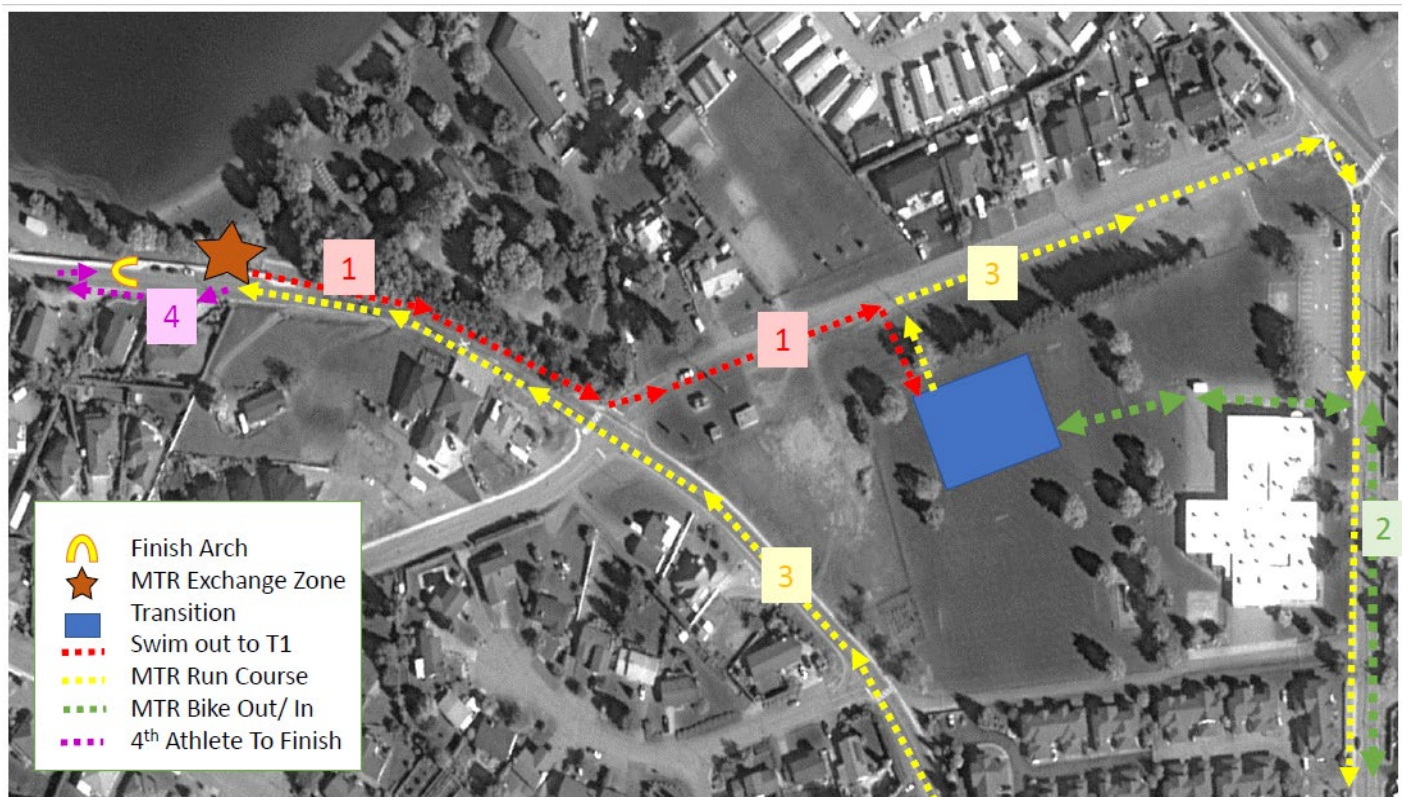 1
3
1
4
2
3
Finish Arch
MTR Exchange Zone
Transition
Swim out to T1
MTR Run Course
MTR Bike Out/ In
4th Athlete To Finish